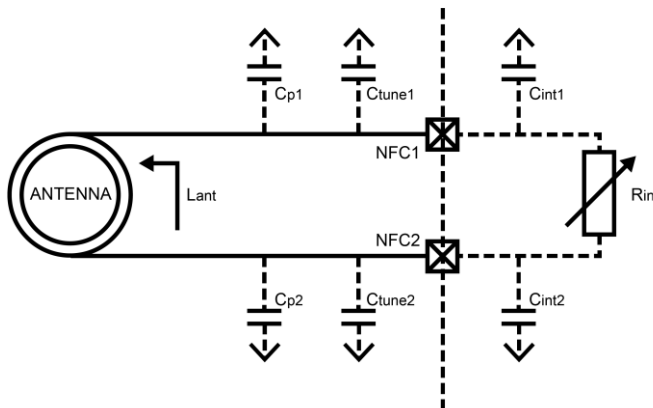 Cp1
Ctune1
Cint1
NFC1
ANTENNA
Lant
Rin
NFC2
Cp2
Ctune2
Cint2